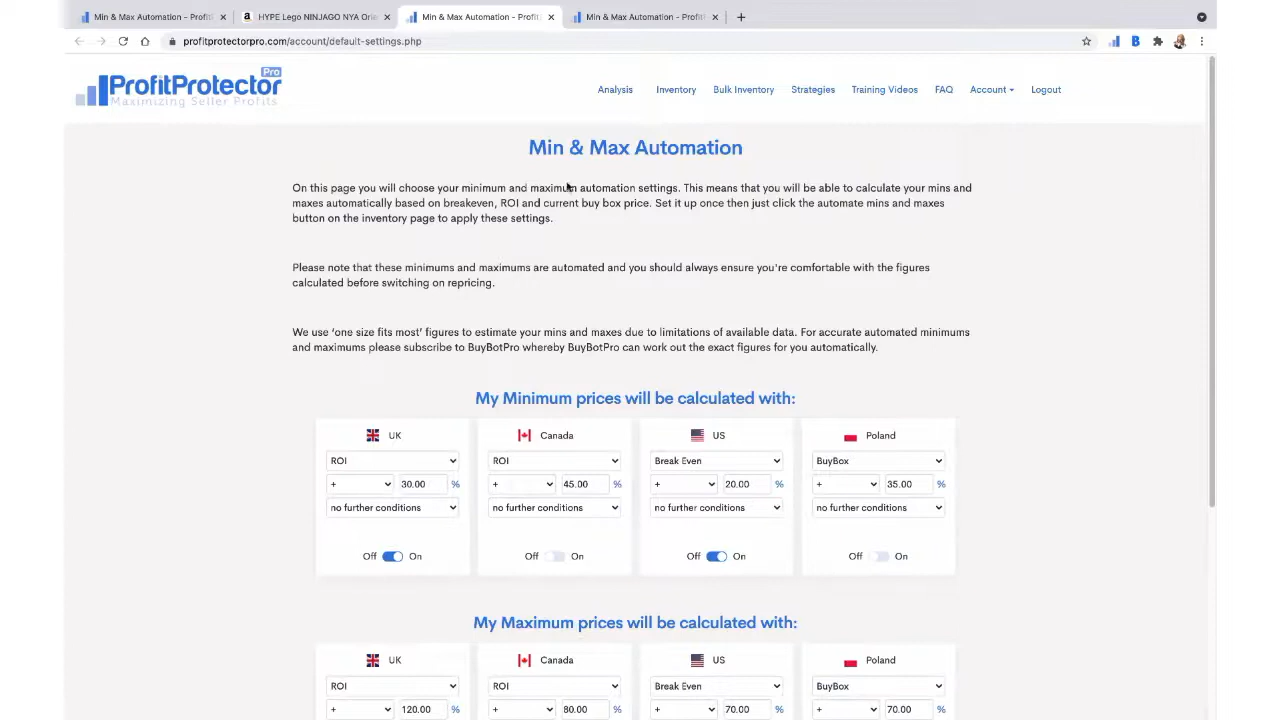 Min & Max Automation - Profit
HYPE Lego NINJAGO NYA Orie
Min & Max Automation - Profit
Min & Max Automation - Profit
profitprotectorpro.com/account/default-settings.php
ProfitProtector Pro
Maximizing Seller Profits
Analysis Inventory Bulk Inventory Strategies Training Videos FAQ Account Logout
Min & Max Automation
On this page you will choose your minimum and maximum automation settings. This means that you will be able to calculate your mins and
maxes automatically based on breakeven, ROI and current buy box price. Set it up once then just click the automate mins and maxes
button on the inventory page to apply these settings.
Please note that these minimums and maximums are automated and you should always ensure you're comfortable with the figures
calculated before switching on repricing.
We use ‘one size fits most’ figures to estimate your mins and maxes due to limitations of available data. For accurate automated minimums
and maximums please subscribe to BuyBotPro whereby BuyBotPro can work out the exact figures for you automatically.
My Minimum prices will be calculated with:
UK Canada US Poland
ROI ROI Break Even BuyBox
+ 30.00 % + 45.00 % + 20.00 % + 35.00 %
no further conditions no further conditions no further conditions no further conditions
Off On Off On Off On Off On
My Maximum prices will be calculated with:
UK Canada US Poland
ROI ROI Break Even BuyBox
+ 120.00 % + 80.00 % + 70.00 % + 70.00 %